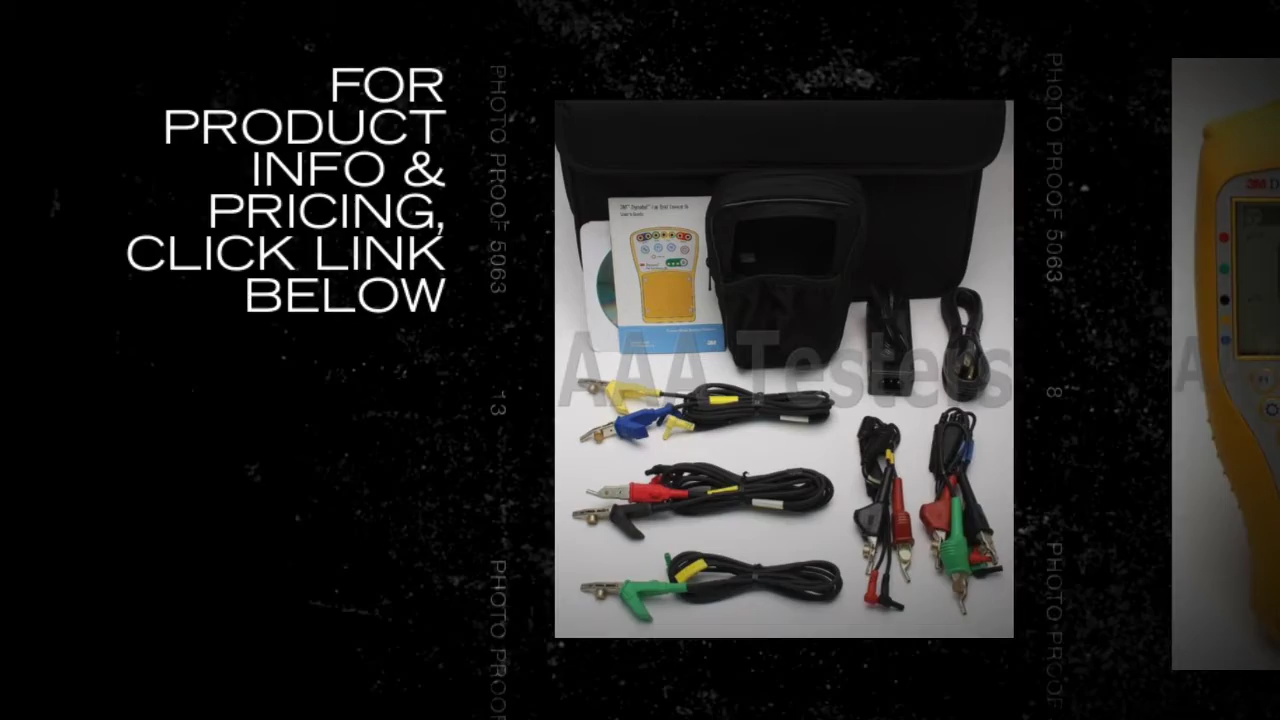 FOR
PRODUCT
INFO &
PRICING,
CLICK LINK
BELOW
PHOTO PROOF 5063
13
PHOTO PROOF
PHOTO PROOF 5063
8
PHOTO PROOF
AAA Testers
3M